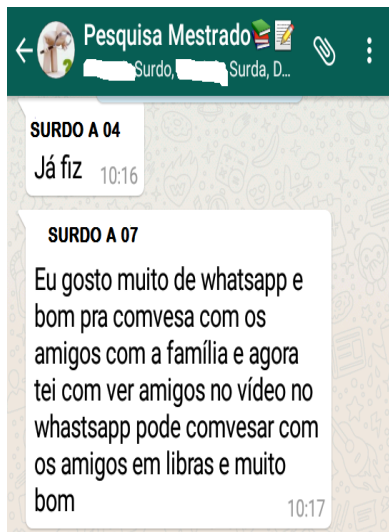 Pesquisa Mestrado📚📝
Surdo, Surda, D...
SURDO A 04
Já fiz 10:16
SURDO A 07
Eu gosto muito de whatsapp e
bom pra comvesa com os
amigos com a família e agora
tei com ver amigos no vídeo no
whastsapp pode comvesar com
os amigos em libras e muito
bom 10:17